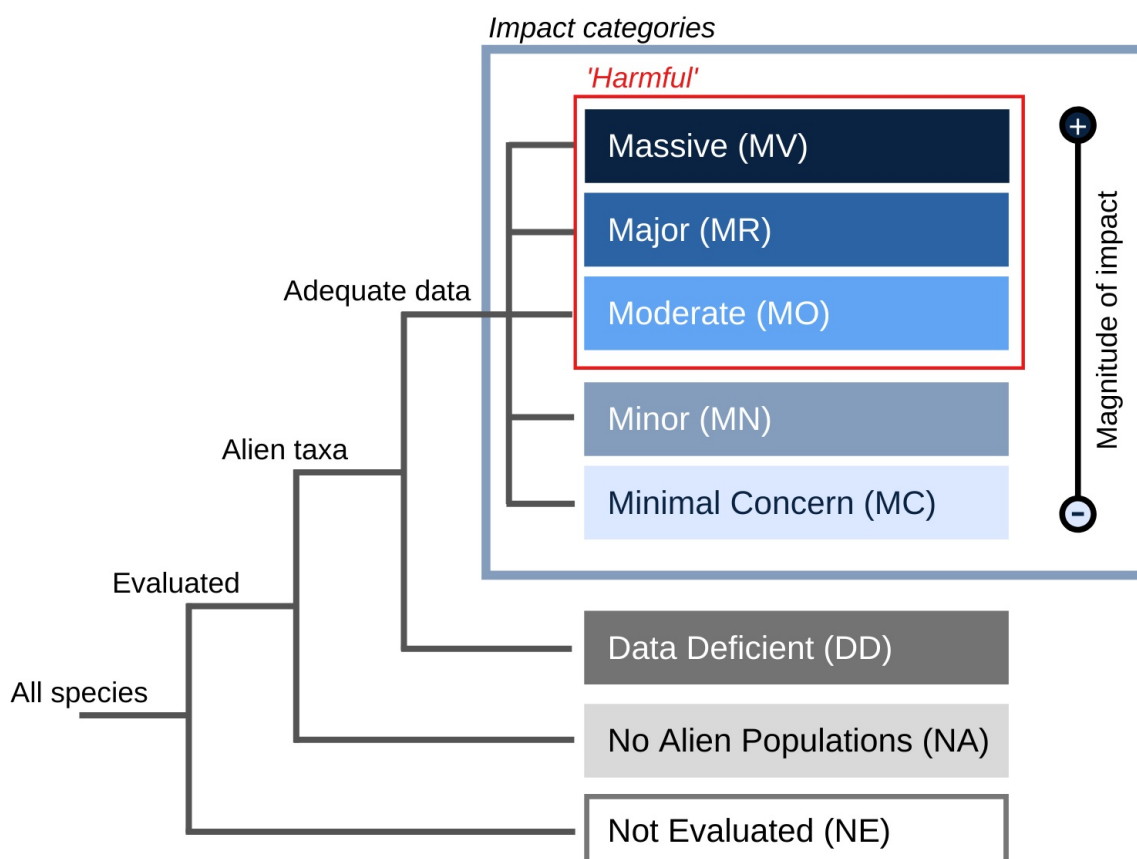 Impact categories
'Harmful'
Massive (MV)
+
Major (MR)
Magnitude of impact
Adequate data
Moderate (MO)
Minor (MN)
Alien taxa
Minimal Concern (MC)
-
Evaluated
Data Deficient (DD)
All species
No Alien Populations (NA)
Not Evaluated (NE)